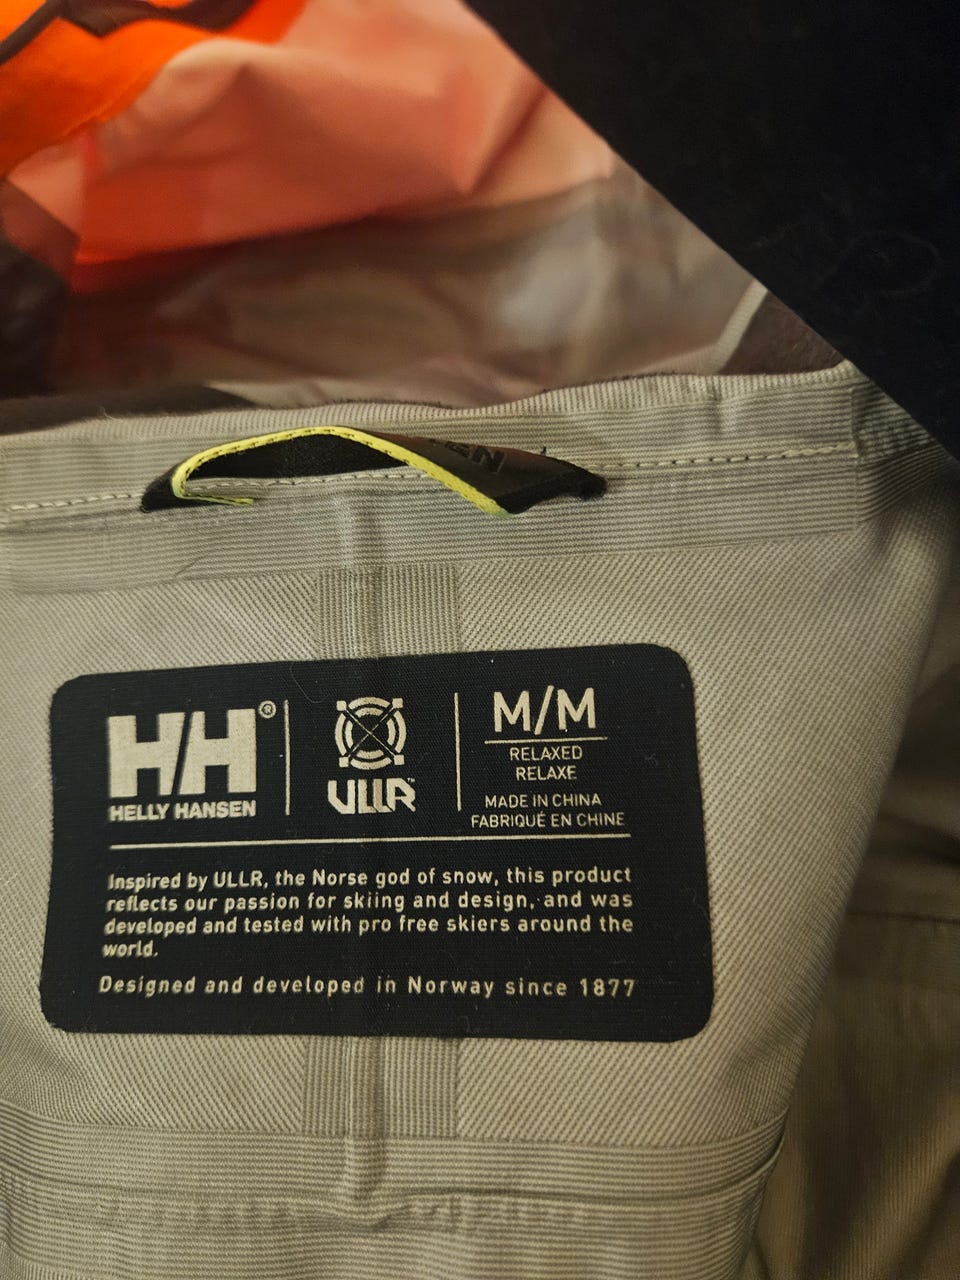 HH®
HELLY HANSEN
ULLR™
M/M
RELAXED
RELAXE
MADE IN CHINA
FABRIQUÉ EN CHINE
Inspired by ULLR, the Norse god of snow, this product
reflects our passion for skiing and design, and was
developed and tested with pro free skiers around the
world.
Designed and developed in Norway since 1877